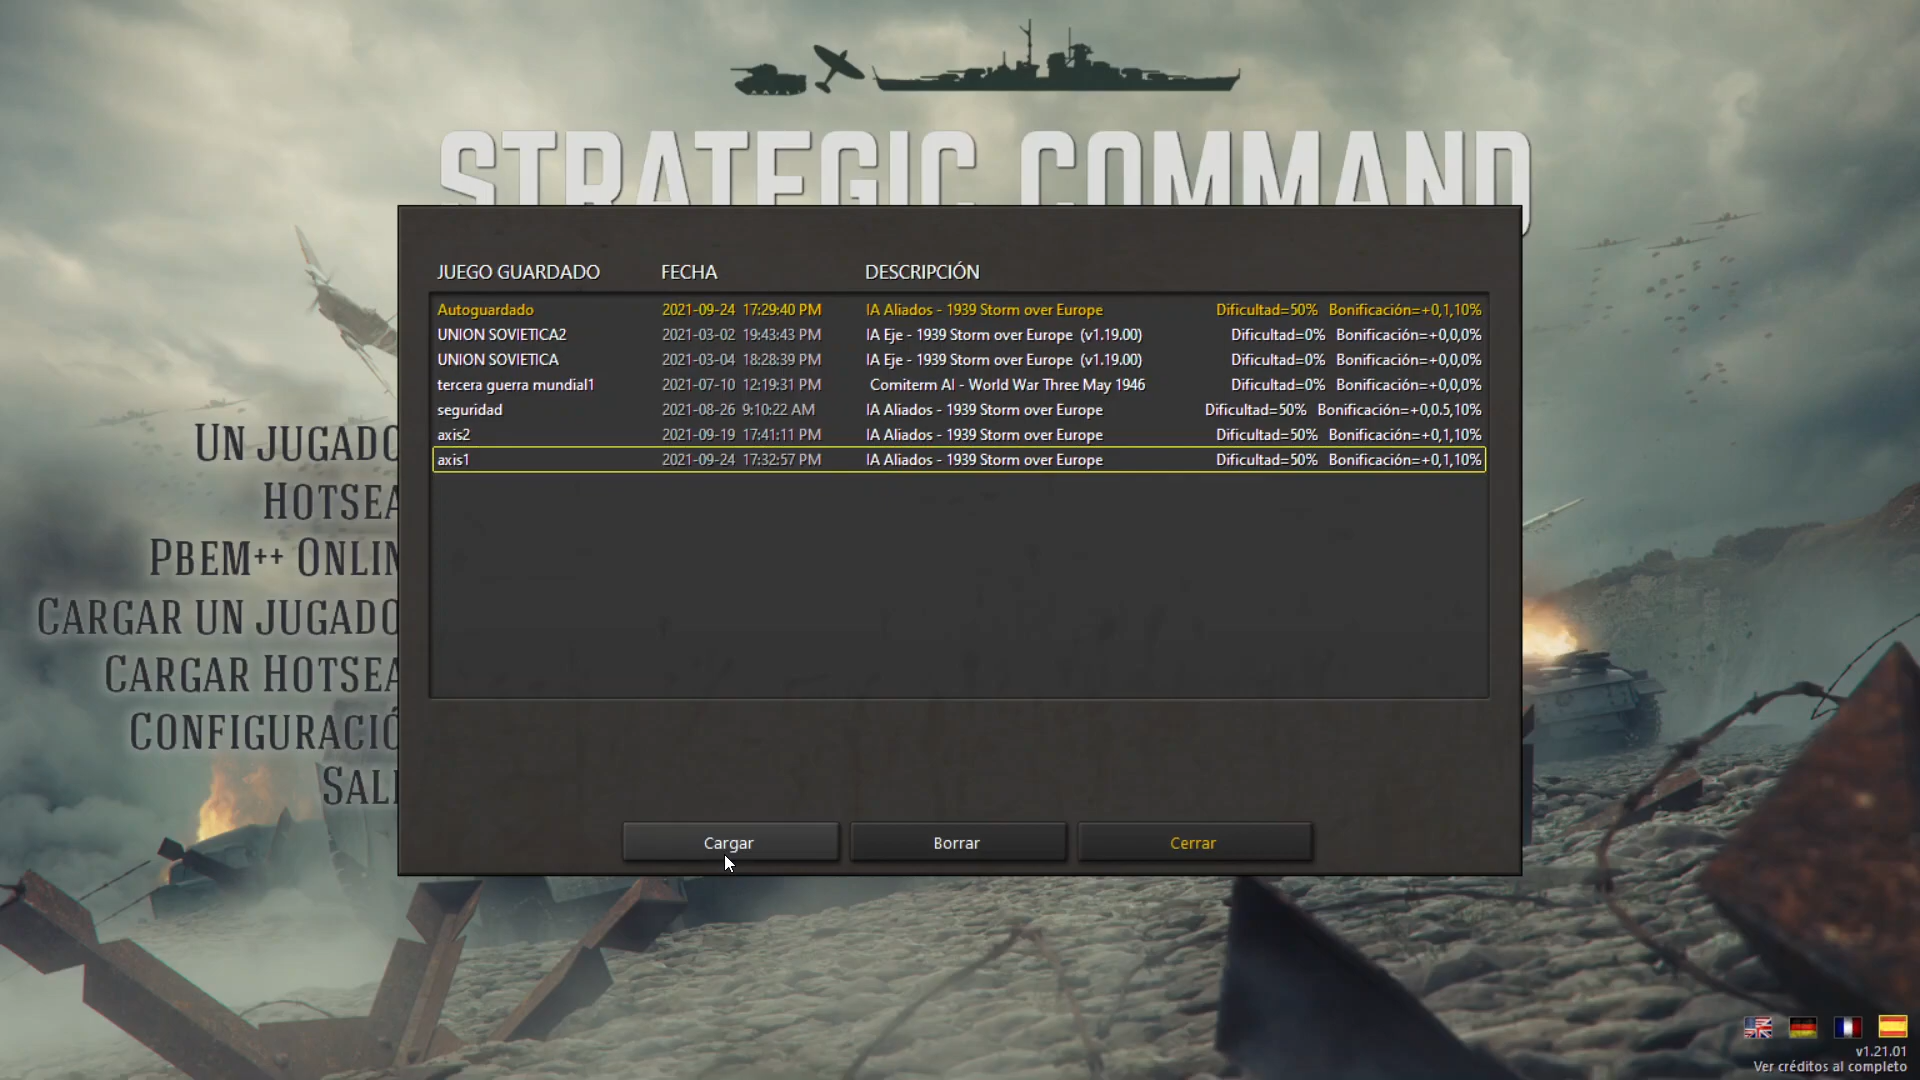 STRATEGIC COMMAND
JUEGO GUARDADO FECHA DESCRIPCIÓN
Autoguardado 2021-09-24 17:29:40 PM IA Aliados - 1939 Storm over Europe Dificultad=50% Bonificación=+0,1,10%
UNION SOVIETICA2 2021-03-02 19:43:43 PM IA Eje - 1939 Storm over Europe (v1.19.00) Dificultad=0% Bonificación=+0,0,0%
UNION SOVIETICA 2021-03-04 18:28:39 PM IA Eje - 1939 Storm over Europe (v1.19.00) Dificultad=0% Bonificación=+0,0,0%
tercera guerra mundial1 2021-07-10 12:19:31 PM Comiterm AI - World War Three May 1946 Dificultad=0% Bonificación=+0,0,0%
seguridad 2021-08-26 9:10:22 AM IA Aliados - 1939 Storm over Europe Dificultad=50% Bonificación=+0,0.5,10%
axis2 2021-09-19 17:41:11 PM IA Aliados - 1939 Storm over Europe Dificultad=50% Bonificación=+0,1,10%
axis1 2021-09-24 17:32:57 PM IA Aliados - 1939 Storm over Europe Dificultad=50% Bonificación=+0,1,10%
UN JUGADO
HOTSEA
PBEM++ ONLIN
CARGAR UN JUGADO
CARGAR HOTSEA
CONFIGURACIÓ
SALI
Cargar Borrar Cerrar
v1.21.01
Ver créditos al completo